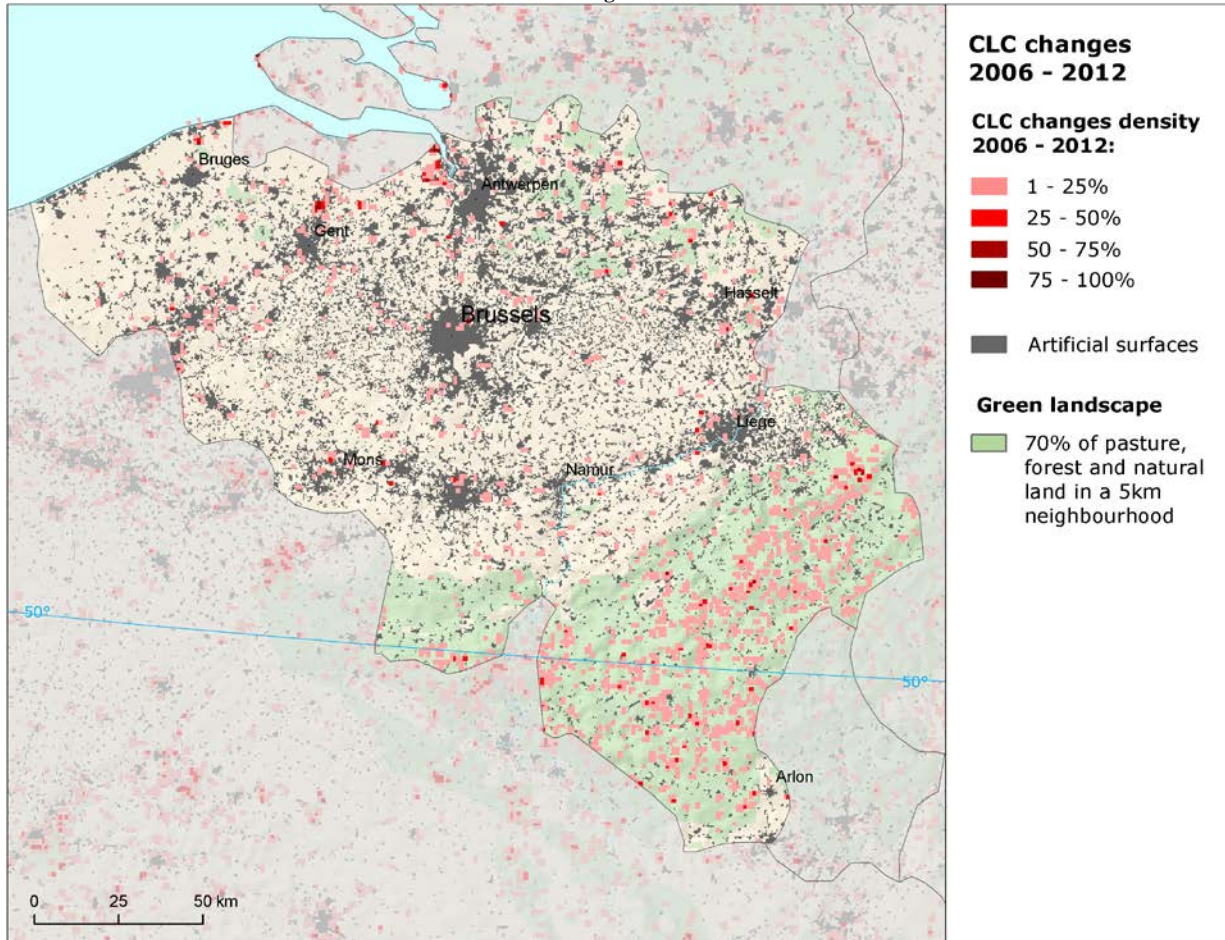 Bruges
Antwerpen
Gent
Hasselt
Brussels
Liege
Mons
Namur
50°
50°
Arlon
0 25 50 km
CLC changes
2006 - 2012
CLC changes density
2006 - 2012:
1 - 25%
25 - 50%
50 - 75%
75 - 100%
Artificial surfaces
Green landscape
70% of pasture,
forest and natural
land in a 5km
neighbourhood